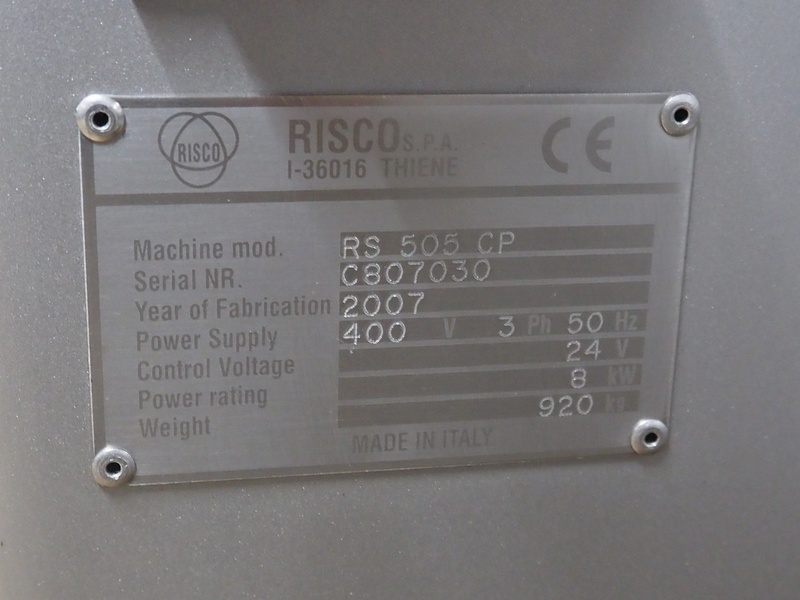 RISCO
RISCO S.P.A.
I-36016 THIENE
CE
Machine mod. RS 505 CP
Serial NR. C807030
Year of Fabrication 2007
Power Supply 400 V 3 Ph 50 Hz
Control Voltage 24 V
Power rating 8 kW
Weight 920 kg
MADE IN ITALY